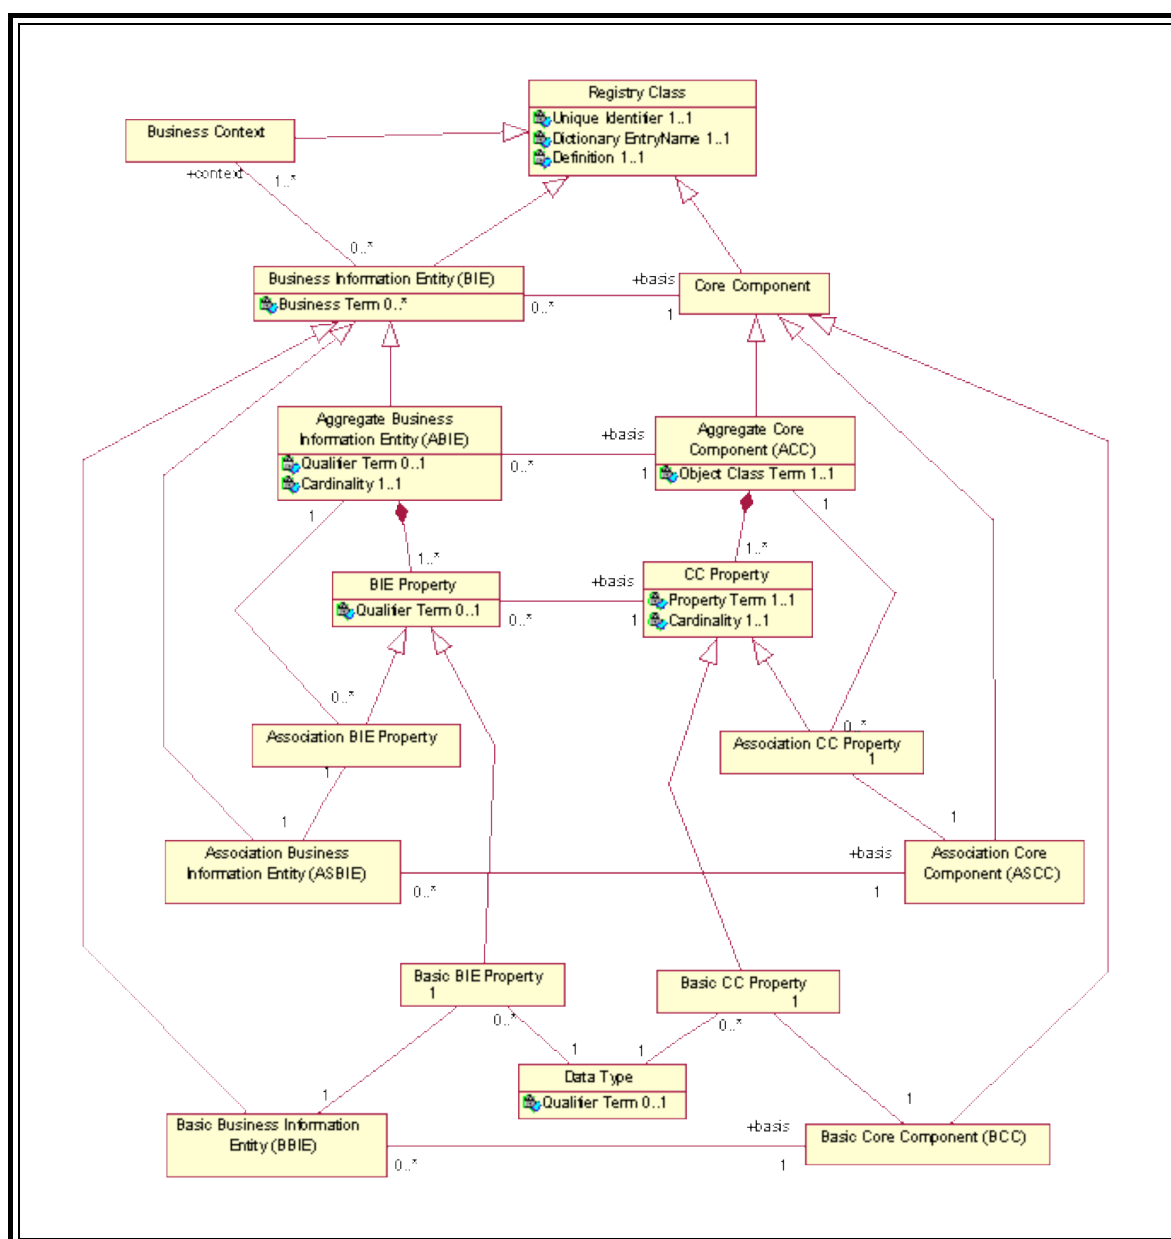 Registry Class
Unique Identifier 1..1
Dictionary EntryName 1..1
Definition 1..1
Business Context
+context
1..*
0..*
Business Information Entity (BIE)
Business Term 0..*
+basis
0..*
1
Core Component
Aggregate Business
Information Entity (ABIE)
Qualifier Term 0..1
Cardinality 1..1
+basis
0..*
1
Aggregate Core
Component (ACC)
Object Class Term 1..1
1
1
1..*
1..*
BIE Property
Qualifier Term 0..1
+basis
0..*
1
CC Property
Property Term 1..1
Cardinality 1..1
0..*
0..*
Association BIE Property
1
Association CC Property
1
1
1
Association Business
Information Entity (ASBIE)
+basis
0..*
1
Association Core
Component (ASCC)
Basic BIE Property
1
Basic CC Property
1
0..*
0..*
1
1
Data Type
Qualifier Term 0..1
1
1
Basic Business Information
Entity (BBIE)
+basis
0..*
1
Basic Core Component (BCC)